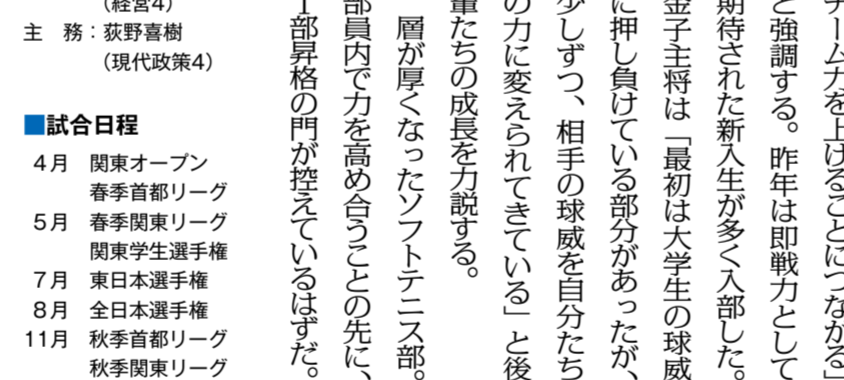 チーム力を上げることにつながる」
と強調する。昨年は即戦力として
期待された新入生が多く入部した。
金子主将は「最初は大学生の球威
に押し負けている部分があったが、
少しずつ、相手の球威を自分たち
の力に変えられてきている」と後
輩たちの成長を力説する。
層が厚くなったソフトテニス部。
部員内で力を高め合うことの先に、
部昇格の門が控えているはずだ。
(経営4)
主　務：荻野喜樹
(現代政策4)
■試合日程
4月　関東オープン
春季首都リーグ
5月　春季関東リーグ
関東学生選手権
7月　東日本選手権
8月　全日本選手権
11月　秋季首都リーグ
秋季関東リーグ